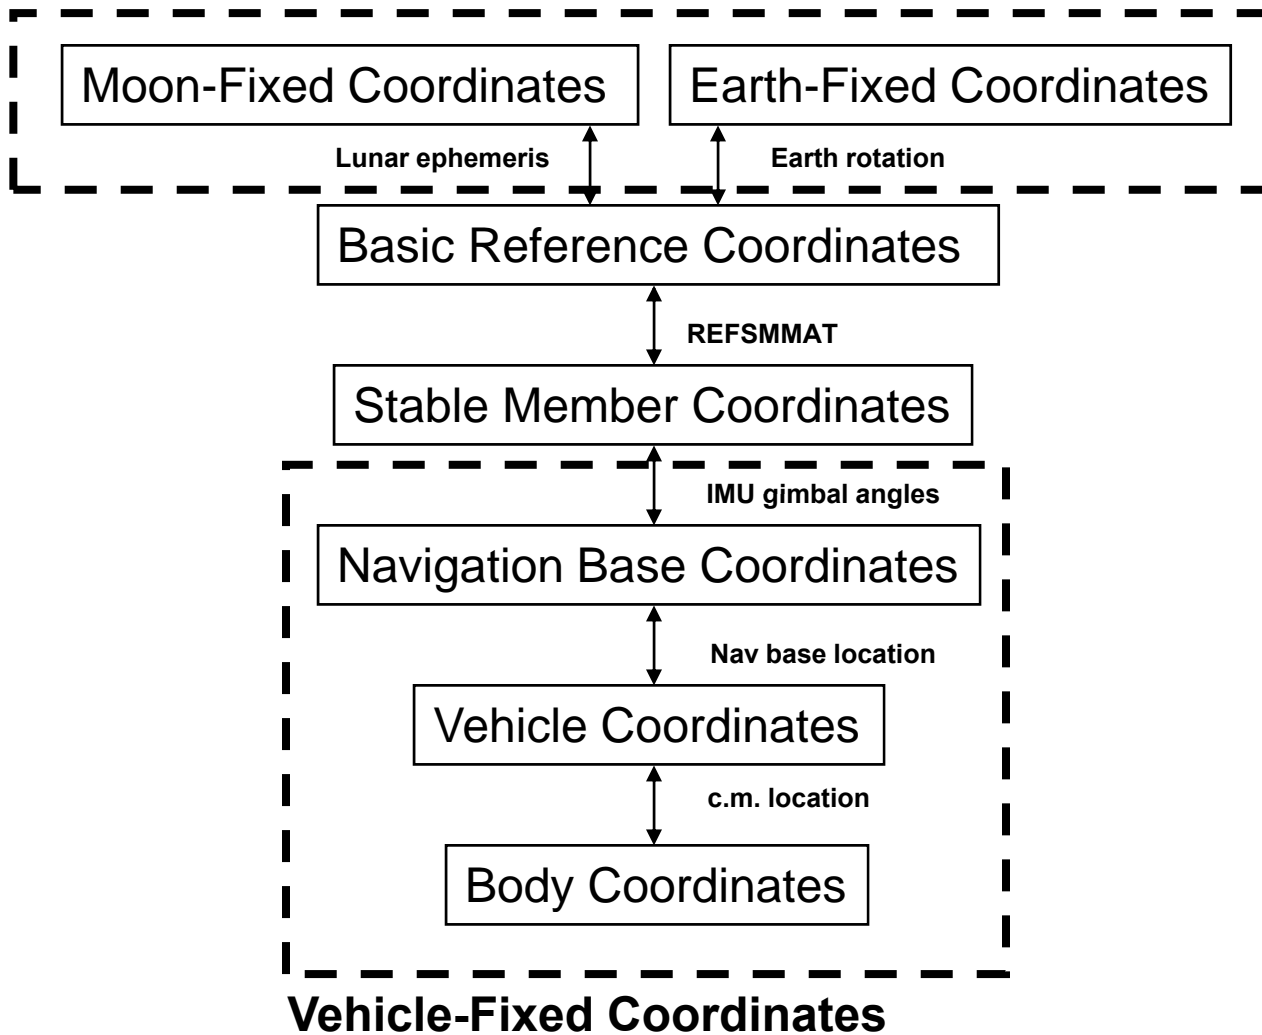 Moon-Fixed Coordinates
Earth-Fixed Coordinates
Lunar ephemeris
Earth rotation
Basic Reference Coordinates
REFSMMAT
Stable Member Coordinates
IMU gimbal angles
Navigation Base Coordinates
Nav base location
Vehicle Coordinates
c.m. location
Body Coordinates
Vehicle-Fixed Coordinates